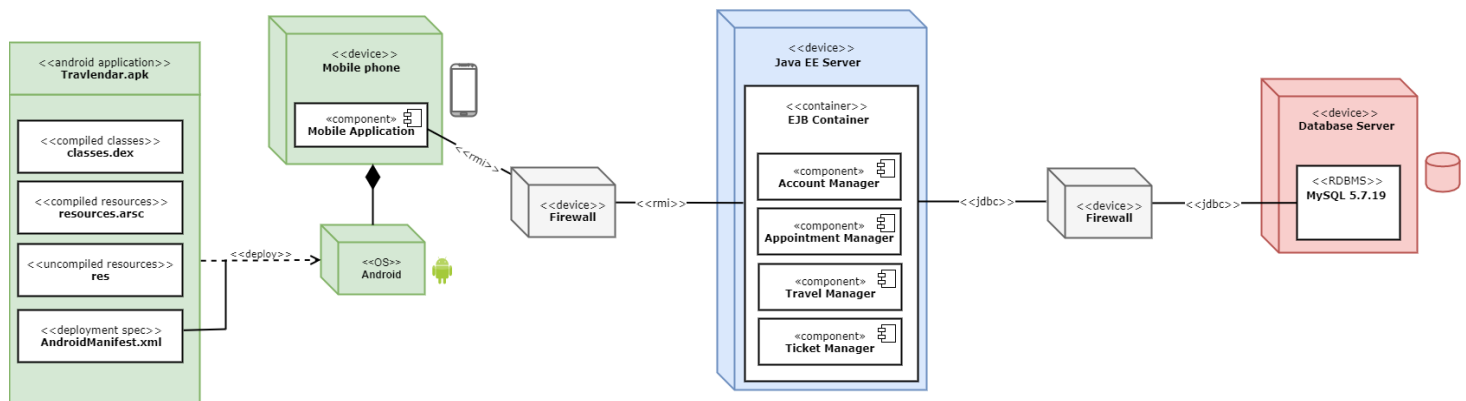 <<android application>>
Travlendar.apk
<<compiled classes>>
classes.dex
<<compiled resources>>
resources.arsc
<<uncompiled resources>>
res
<<deployment spec>>
AndroidManifest.xml
<<deploy>>
<<device>>
Mobile phone
«component»
Mobile Application
<<OS>>
Android
<<rmi>>
<<device>>
Firewall
<<rmi>>
<<device>>
Java EE Server
<<container>>
EJB Container
«component»
Account Manager
«component»
Appointment Manager
«component»
Travel Manager
«component»
Ticket Manager
<<jdbc>>
<<device>>
Firewall
<<jdbc>>
<<device>>
Database Server
<<RDBMS>>
MySQL 5.7.19